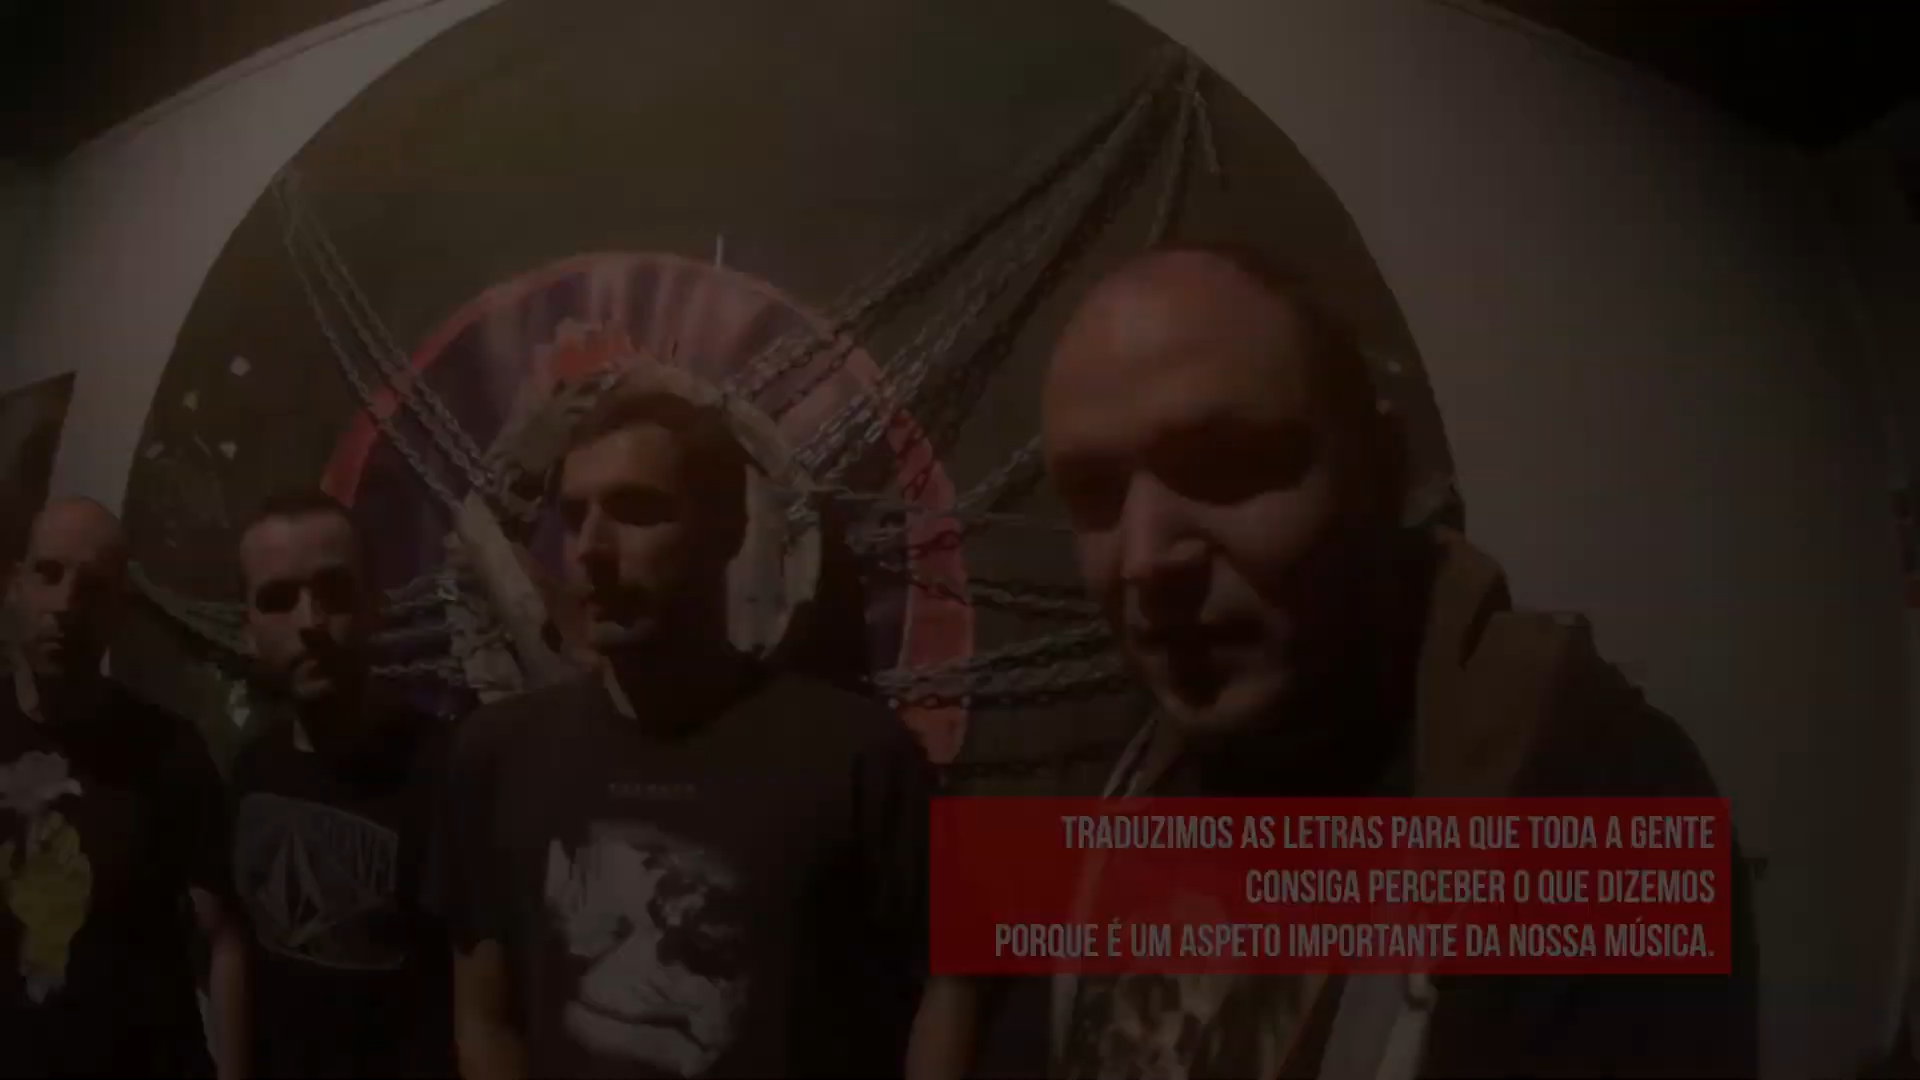 TRADUZIMOS AS LETRAS PARA QUE TODA A GENTE
CONSIGA PERCEBER O QUE DIZEMOS
PORQUE É UM ASPETO IMPORTANTE DA NOSSA MÚSICA.